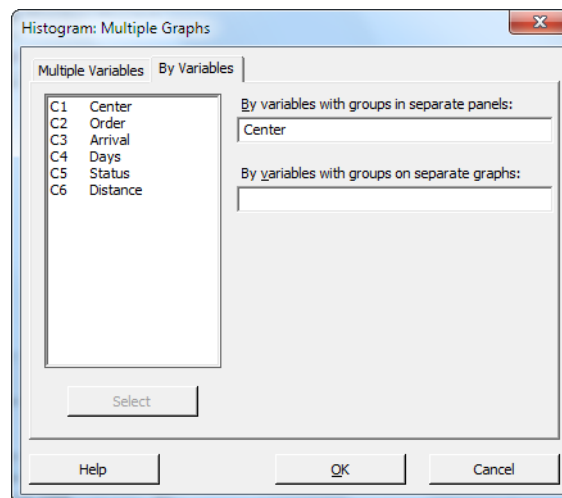 Histogram: Multiple Graphs
Multiple Variables By Variables
C1 Center
C2 Order
C3 Arrival
C4 Days
C5 Status
C6 Distance
By variables with groups in separate panels:
Center
By variables with groups on separate graphs:
Select
Help OK Cancel